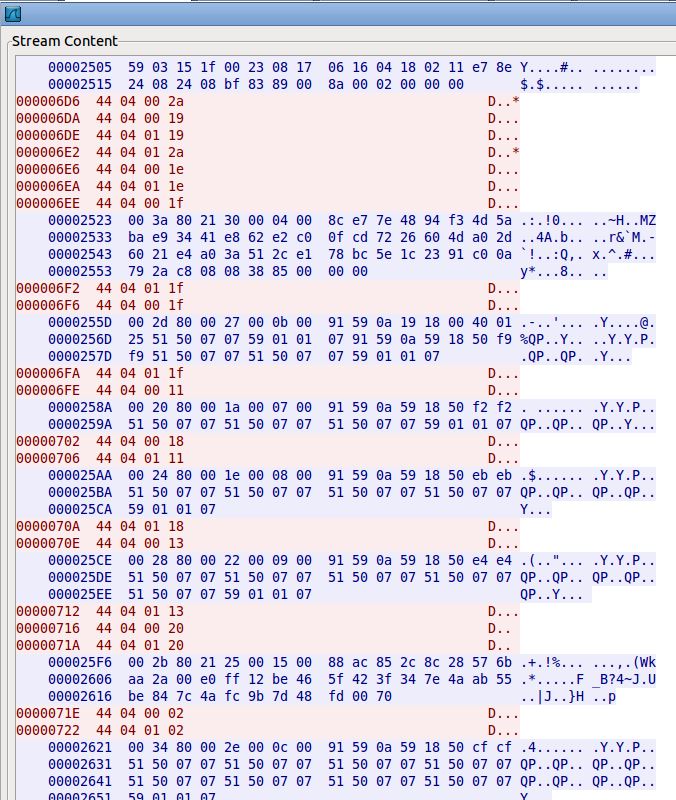 Stream Content
00002505 59 03 15 1f 00 23 08 17 06 16 04 18 02 11 e7 8e Y....#.. ........
00002515 24 08 24 08 bf 83 89 00 8a 00 02 00 00 00 $.$..... ......
000006D6 44 04 00 2a D..*
000006DA 44 04 00 19 D...
000006DE 44 04 01 19 D...
000006E2 44 04 01 2a D..*
000006E6 44 04 00 1e D...
000006EA 44 04 01 1e D...
000006EE 44 04 00 1f D...
00002523 00 3a 80 21 30 00 04 00 8c e7 7e 48 94 f3 4d 5a .:.!0... ..~H..MZ
00002533 ba e9 34 41 e8 62 e2 c0 0f cd 72 26 60 4d a0 2d ..4A.b.. ..r&`M.-
00002543 60 21 e4 a0 3a 51 2c e1 78 bc 5e 1c 23 91 c0 0a `!..:Q,. x.^.#...
00002553 79 2a c8 08 08 38 85 00 00 00 y*...8.. ..
000006F2 44 04 01 1f D...
000006F6 44 04 00 1f D...
0000255D 00 2d 80 00 27 00 0b 00 91 59 0a 19 18 00 40 01 .-..'... .Y....@.
0000256D 25 51 50 07 07 59 01 01 07 91 59 0a 59 18 50 f9 %QP..Y.. ..Y.Y.P.
0000257D f9 51 50 07 07 51 50 07 07 59 01 01 07 .QP..QP. .Y...
000006FA 44 04 01 1f D...
000006FE 44 04 00 11 D...
0000258A 00 20 80 00 1a 00 07 00 91 59 0a 59 18 50 f2 f2 . ...... .Y.Y.P..
0000259A 51 50 07 07 51 50 07 07 51 50 07 07 59 01 01 07 QP..QP.. QP..Y...
00000702 44 04 00 18 D...
00000706 44 04 01 11 D...
000025AA 00 24 80 00 1e 00 08 00 91 59 0a 59 18 50 eb eb .$...... .Y.Y.P..
000025BA 51 50 07 07 51 50 07 07 51 50 07 07 51 50 07 07 QP..QP.. QP..QP..
000025CA 59 01 01 07 Y...
0000070A 44 04 01 18 D...
0000070E 44 04 00 13 D...
000025CE 00 28 80 00 22 00 09 00 91 59 0a 59 18 50 e4 e4 .(.."... .Y.Y.P..
000025DE 51 50 07 07 51 50 07 07 51 50 07 07 51 50 07 07 QP..QP.. QP..QP..
000025EE 51 50 07 07 59 01 01 07 QP..Y...
00000712 44 04 01 13 D...
00000716 44 04 00 20 D..
0000071A 44 04 01 20 D..
000025F6 00 2b 80 21 25 00 15 00 88 ac 85 2c 8c 28 57 6b .+.!%... ...,.(Wk
00002606 aa 2a 00 e0 ff 12 be 46 5f 42 3f 34 7e 4a ab 55 .*.....F _B?4~J.U
00002616 be 84 7c 4a fc 9b 7d 48 fd 00 70 ..|J..}H ..p
0000071E 44 04 00 02 D...
00000722 44 04 01 02 D...
00002621 00 34 80 00 2e 00 0c 00 91 59 0a 59 18 50 cf cf .4...... .Y.Y.P..
00002631 51 50 07 07 51 50 07 07 51 50 07 07 51 50 07 07 QP..QP.. QP..QP..
00002641 51 50 07 07 51 50 07 07 51 50 07 07 51 50 07 07 QP..QP.. QP..QP..
00002651 59 01 01 07 Y...